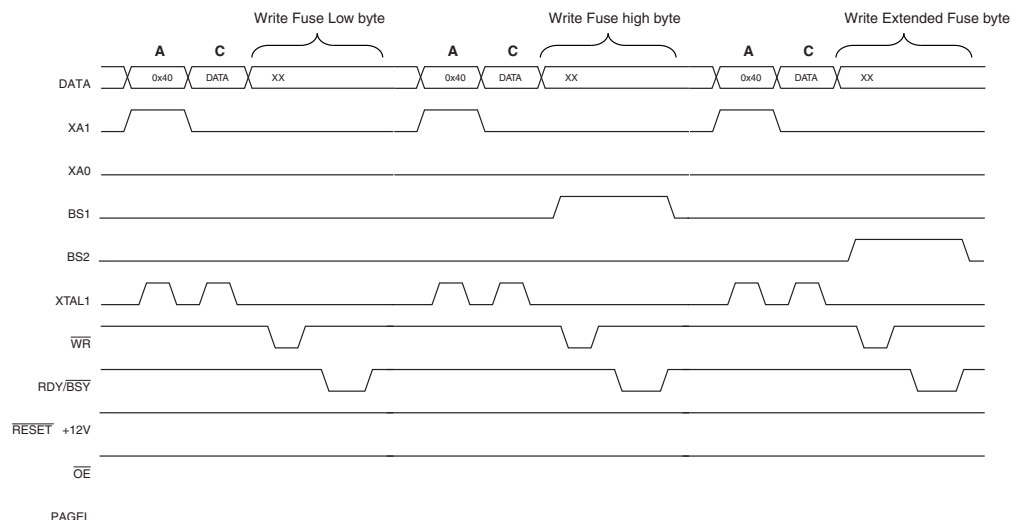 Write Fuse Low byte Write Fuse high byte Write Extended Fuse byte
A C A C A C
DATA 0x40 DATA XX 0x40 DATA XX 0x40 DATA XX
XA1
XA0
BS1
BS2
XTAL1
WR
RDY/BSY
RESET +12V
OE
PAGEL